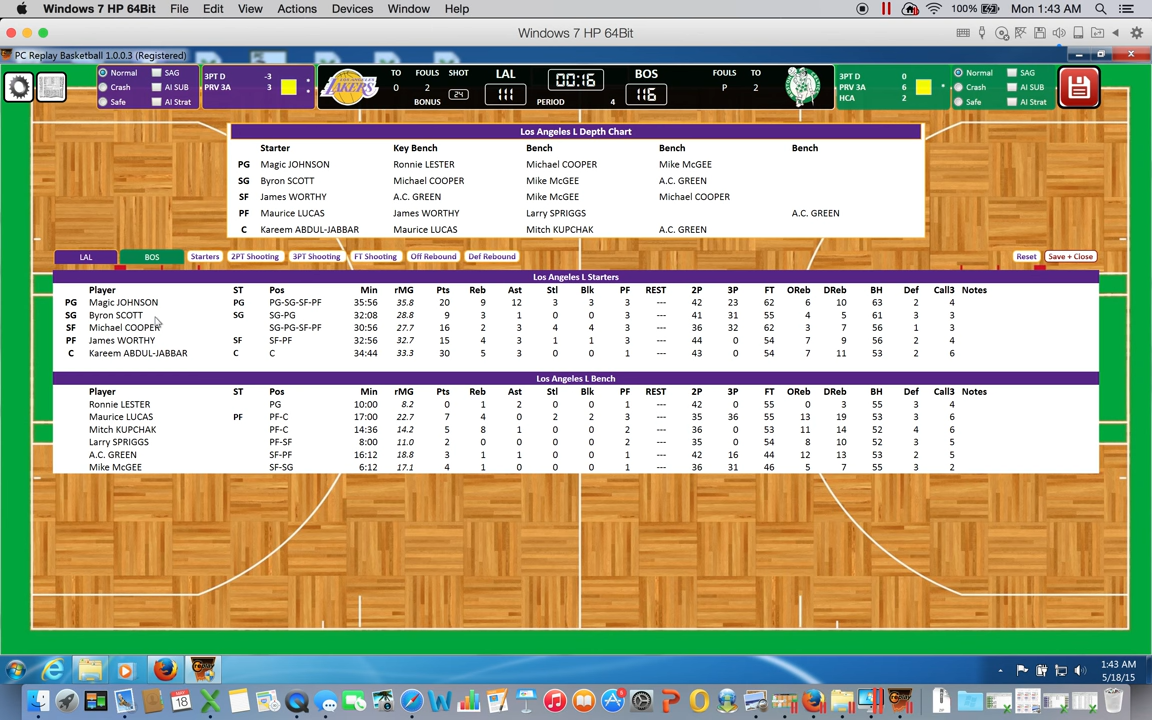 Windows 7 HP 64Bit File Edit View Actions Devices Window Help 100% Mon 1:43 AM
Windows 7 HP 64Bit
PC Replay Basketball 1.0.0.3 (Registered)
Normal SAG 3PT D -3 TO FOULS SHOT LAL 00:16 BOS FOULS TO 3PT D 0 Normal SAG
Crash AI SUB PRV 3A 3 LAKERS 0 2 24 111 116 P 2 PRV 3A 6 Crash AI SUB
Safe AI Strat BONUS PERIOD 4 HCA 2 Safe AI Strat
Los Angeles L Depth Chart
Starter Key Bench Bench Bench Bench
PG Magic JOHNSON Ronnie LESTER Michael COOPER Mike McGEE
SG Byron SCOTT Michael COOPER Mike McGEE A.C. GREEN
SF James WORTHY A.C. GREEN Mike McGEE Michael COOPER
PF Maurice LUCAS James WORTHY Larry SPRIGGS A.C. GREEN
C Kareem ABDUL-JABBAR Maurice LUCAS Mitch KUPCHAK A.C. GREEN
LAL BOS Starters 2PT Shooting 3PT Shooting FT Shooting Off Rebound Def Rebound Reset Save + Close
Los Angeles L Starters
Player ST Pos Min rMG Pts Reb Ast Stl Blk PF REST 2P 3P FT OReb DReb BH Def Call3 Notes
PG Magic JOHNSON PG PG-SG-SF-PF 35:56 35.8 20 9 12 3 3 3 --- 42 23 62 6 10 63 2 4
SG Byron SCOTT SG SG-PG 32:08 28.8 9 3 1 0 0 3 --- 41 31 55 4 5 61 3 3
SF Michael COOPER SG-PG-SF-PF 30:56 27.7 16 2 3 4 4 3 --- 36 32 62 3 7 56 1 3
PF James WORTHY SF SF-PF 32:56 32.7 15 4 3 1 1 3 --- 44 0 54 7 9 56 2 4
C Kareem ABDUL-JABBAR C C 34:44 33.3 30 5 3 0 0 1 --- 43 0 54 7 11 53 2 6
Los Angeles L Bench
Player ST Pos Min rMG Pts Reb Ast Stl Blk PF REST 2P 3P FT OReb DReb BH Def Call3 Notes
Ronnie LESTER PG 10:00 8.2 0 1 2 0 0 1 --- 42 0 55 0 3 55 3 4
Maurice LUCAS PF PF-C 17:00 22.7 7 4 0 2 2 3 --- 35 36 55 13 19 53 3 6
Mitch KUPCHAK PF-C 14:36 14.2 5 8 1 0 0 2 --- 36 0 53 11 14 52 4 6
Larry SPRIGGS PF-SF 8:00 11.0 2 0 0 0 0 2 --- 35 0 54 8 10 52 3 5
A.C. GREEN SF-PF 16:12 18.8 3 1 1 0 0 1 --- 42 16 44 12 13 53 2 5
Mike McGEE SF-SG 6:12 17.1 4 1 0 0 0 1 --- 36 31 46 5 7 55 3 2
1:43 AM
5/18/15